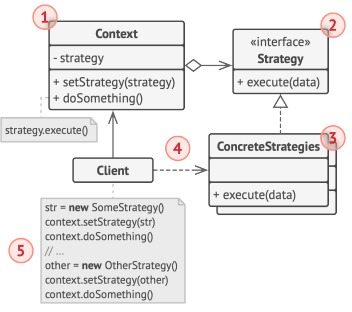 1
Context
- strategy
+ setStrategy(strategy)
+ doSomething()
strategy.execute()
2
«interface»
Strategy
+ execute(data)
3
ConcreteStrategies
+ execute(data)
4
Client
5
str = new SomeStrategy()
context.setStrategy(str)
context.doSomething()
// ...
other = new OtherStrategy()
context.setStrategy(other)
context.doSomething()